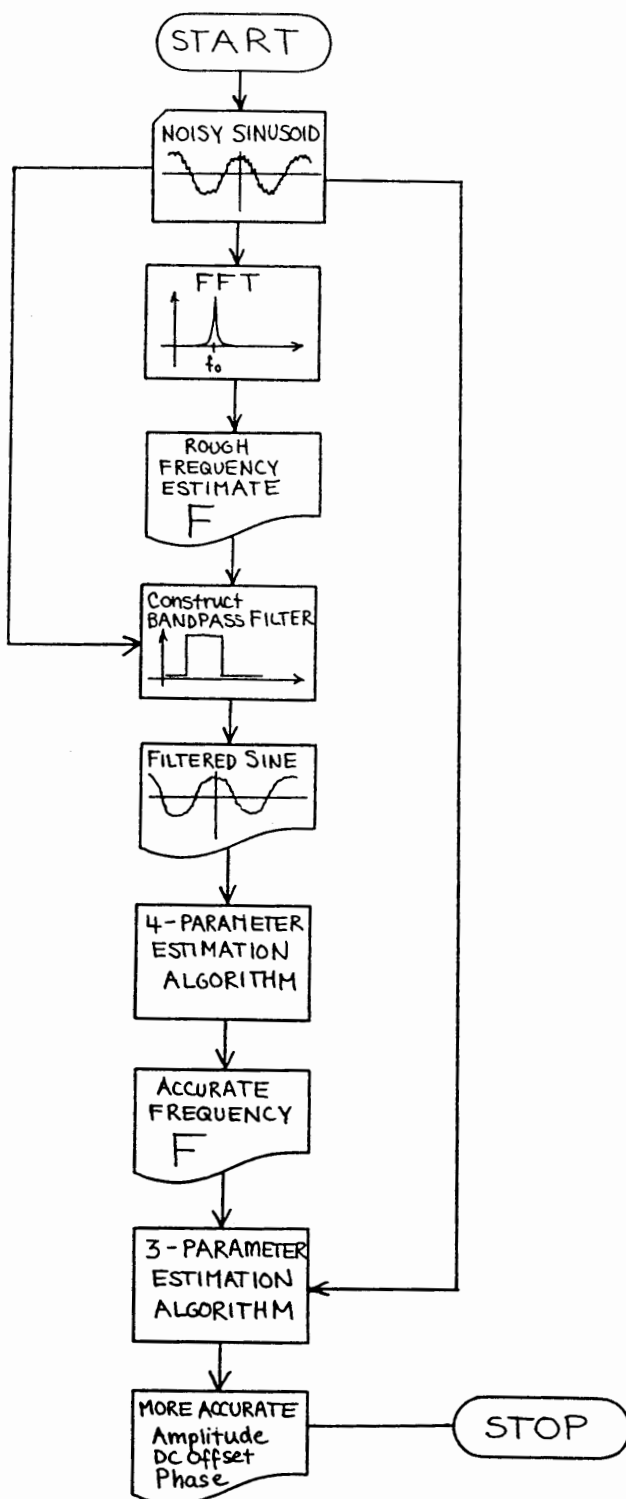 START
NOISY SINUSOID
FFT
fo
ROUGH
FREQUENCY
ESTIMATE
F
Construct
BANDPASS FILTER
FILTERED SINE
4-PARAMETER
ESTIMATION
ALGORITHM
ACCURATE
FREQUENCY
F
3-PARAMETER
ESTIMATION
ALGORITHM
MORE ACCURATE
Amplitude
DC Offset
Phase
STOP